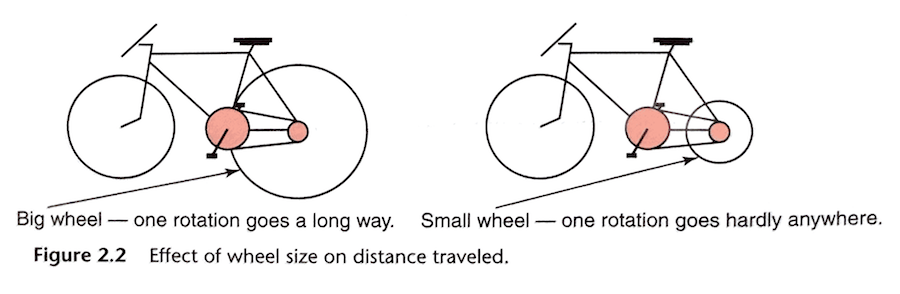 Big wheel — one rotation goes a long way.
Small wheel — one rotation goes hardly anywhere.
Figure 2.2 Effect of wheel size on distance traveled.